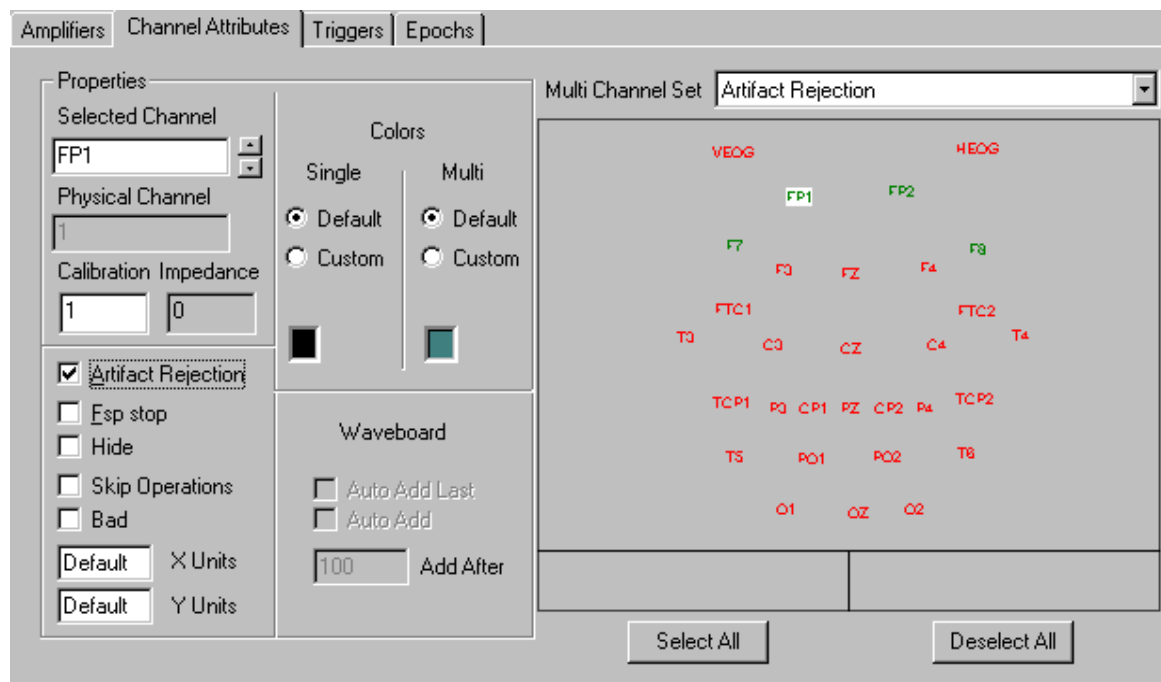 Amplifiers Channel Attributes Triggers Epochs
Properties
Selected Channel
FP1
Physical Channel
1
Calibration Impedance
1 0
Artifact Rejection
Fsp stop
Hide
Skip Operations
Bad
Default X Units
Default Y Units
Colors
Single Multi
Default Default
Custom Custom
Waveboard
Auto Add Last
Auto Add
100 Add After
Multi Channel Set Artifact Rejection
VEOG HEOG
FP1 FP2
F7 F8
F3 FZ F4
FTC1 FTC2
T3 C3 CZ C4 T4
TCP1 P3 CP1 PZ CP2 P4 TCP2
T5 PO1 PO2 T6
O1 OZ O2
Select All Deselect All